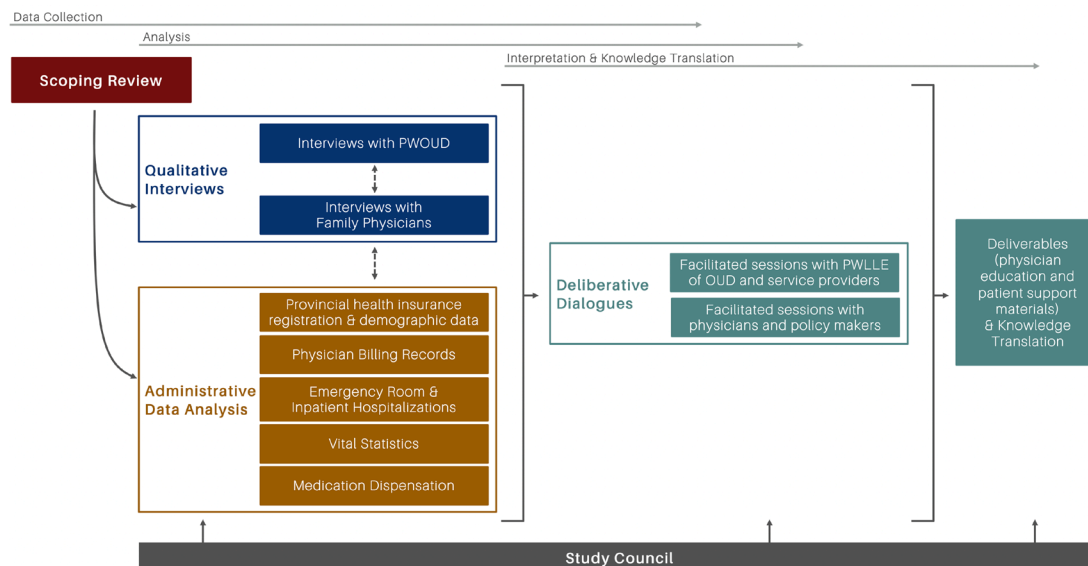 Data Collection
Analysis
Interpretation & Knowledge Translation
Scoping Review
Qualitative
Interviews
Interviews with PWOUD
Interviews with
Family Physicians
Administrative
Data Analysis
Provincial health insurance
registration & demographic data
Physician Billing Records
Emergency Room &
Inpatient Hospitalizations
Vital Statistics
Medication Dispensation
Deliberative
Dialogues
Facilitated sessions with PWLLE
of OUD and service providers
Facilitated sessions with
physicians and policy makers
Deliverables
(physician
education and
patient support
materials)
& Knowledge
Translation
Study Council